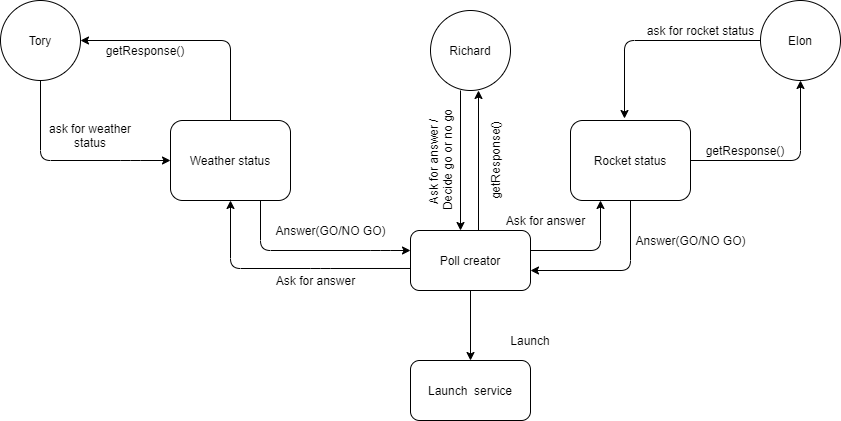 Tory
Richard
Elon
getResponse()
ask for rocket status
ask for weather
status
Ask for answer /
Decide go or no go
getResponse()
Weather status
Rocket status
getResponse()
Answer(GO/NO GO)
Ask for answer
Answer(GO/NO GO)
Poll creator
Ask for answer
Launch
Launch  service